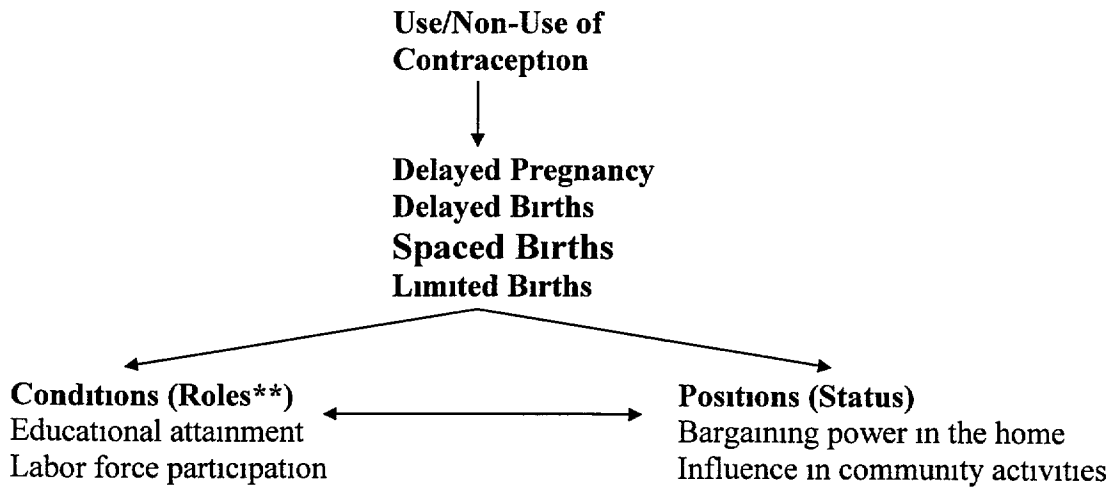 Use/Non-Use of
Contraception
Delayed Pregnancy
Delayed Births
Spaced Births
Limited Births
Conditions (Roles**)
Educational attainment
Labor force participation
Positions (Status)
Bargaining power in the home
Influence in community activities